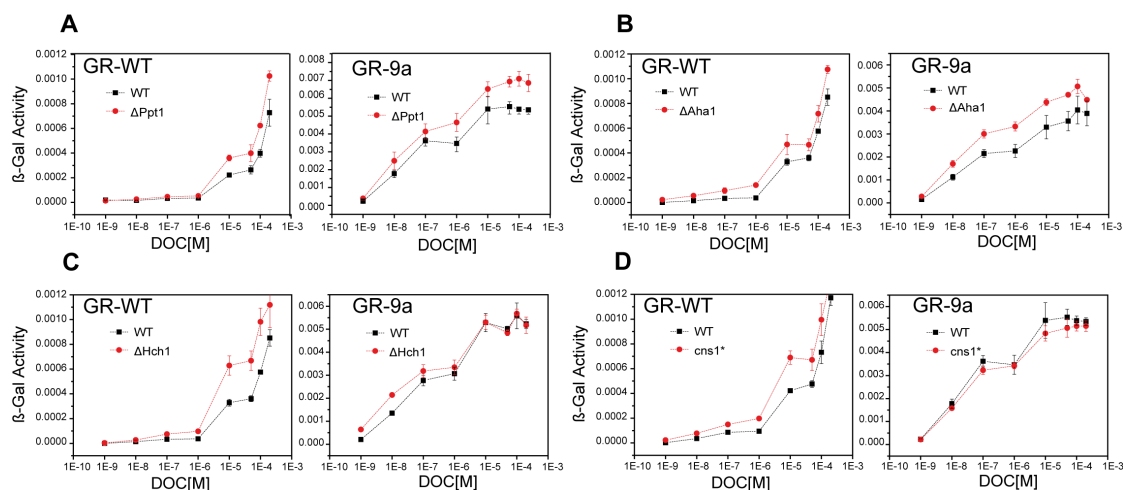 A
GR-WT
WT
ΔPpt1
ß-Gal Activity
0.0012
0.0010
0.0008
0.0006
0.0004
0.0002
0.0000
1E-10 1E-9 1E-8 1E-7 1E-6 1E-5 1E-4 1E-3
DOC[M]
GR-9a
WT
ΔPpt1
0.008
0.007
0.006
0.005
0.004
0.003
0.002
0.001
0.000
1E-10 1E-9 1E-8 1E-7 1E-6 1E-5 1E-4 1E-3
DOC[M]
B
GR-WT
WT
ΔAha1
ß-Gal Activity
0.0012
0.0010
0.0008
0.0006
0.0004
0.0002
0.0000
1E-10 1E-9 1E-8 1E-7 1E-6 1E-5 1E-4 1E-3
DOC[M]
GR-9a
WT
ΔAha1
0.007
0.006
0.005
0.004
0.003
0.002
0.001
0.000
1E-10 1E-9 1E-8 1E-7 1E-6 1E-5 1E-4 1E-3
DOC[M]
C
GR-WT
WT
ΔHch1
ß-Gal Activity
0.0012
0.0010
0.0008
0.0006
0.0004
0.0002
0.0000
1E-10 1E-9 1E-8 1E-7 1E-6 1E-5 1E-4 1E-3
DOC[M]
GR-9a
WT
ΔHch1
0.006
0.005
0.004
0.003
0.002
0.001
0.000
1E-10 1E-9 1E-8 1E-7 1E-6 1E-5 1E-4 1E-3
DOC[M]
D
GR-WT
WT
cns1*
ß-Gal Activity
0.0012
0.0010
0.0008
0.0006
0.0004
0.0002
0.0000
1E-10 1E-9 1E-8 1E-7 1E-6 1E-5 1E-4 1E-3
DOC[M]
GR-9a
WT
cns1*
0.006
0.005
0.004
0.003
0.002
0.001
0.000
1E-10 1E-9 1E-8 1E-7 1E-6 1E-5 1E-4 1E-3
DOC[M]